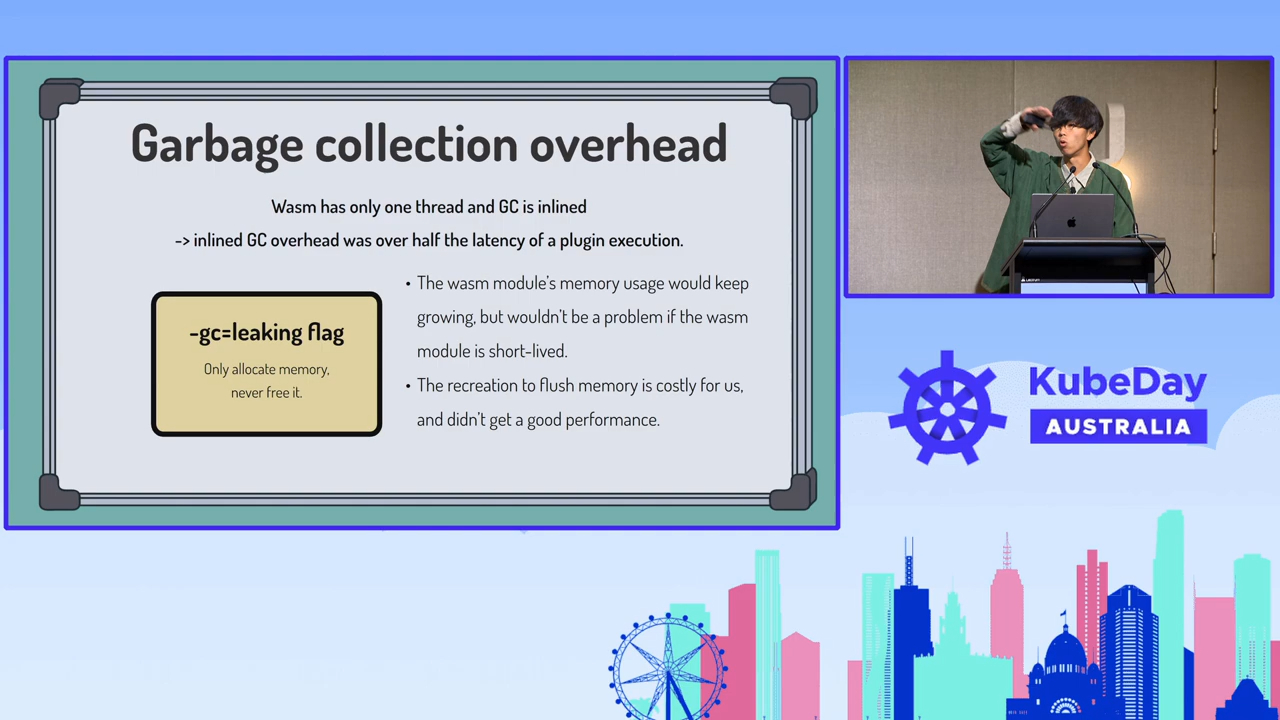 Garbage collection overhead
Wasm has only one thread and GC is inlined
-> inlined GC overhead was over half the latency of a plugin execution.
-gc=leaking flag
Only allocate memory,
never free it.
• The wasm module's memory usage would keep
growing, but wouldn't be a problem if the wasm
module is short-lived.
• The recreation to flush memory is costly for us,
and didn't get a good performance.
KubeDay
AUSTRALIA